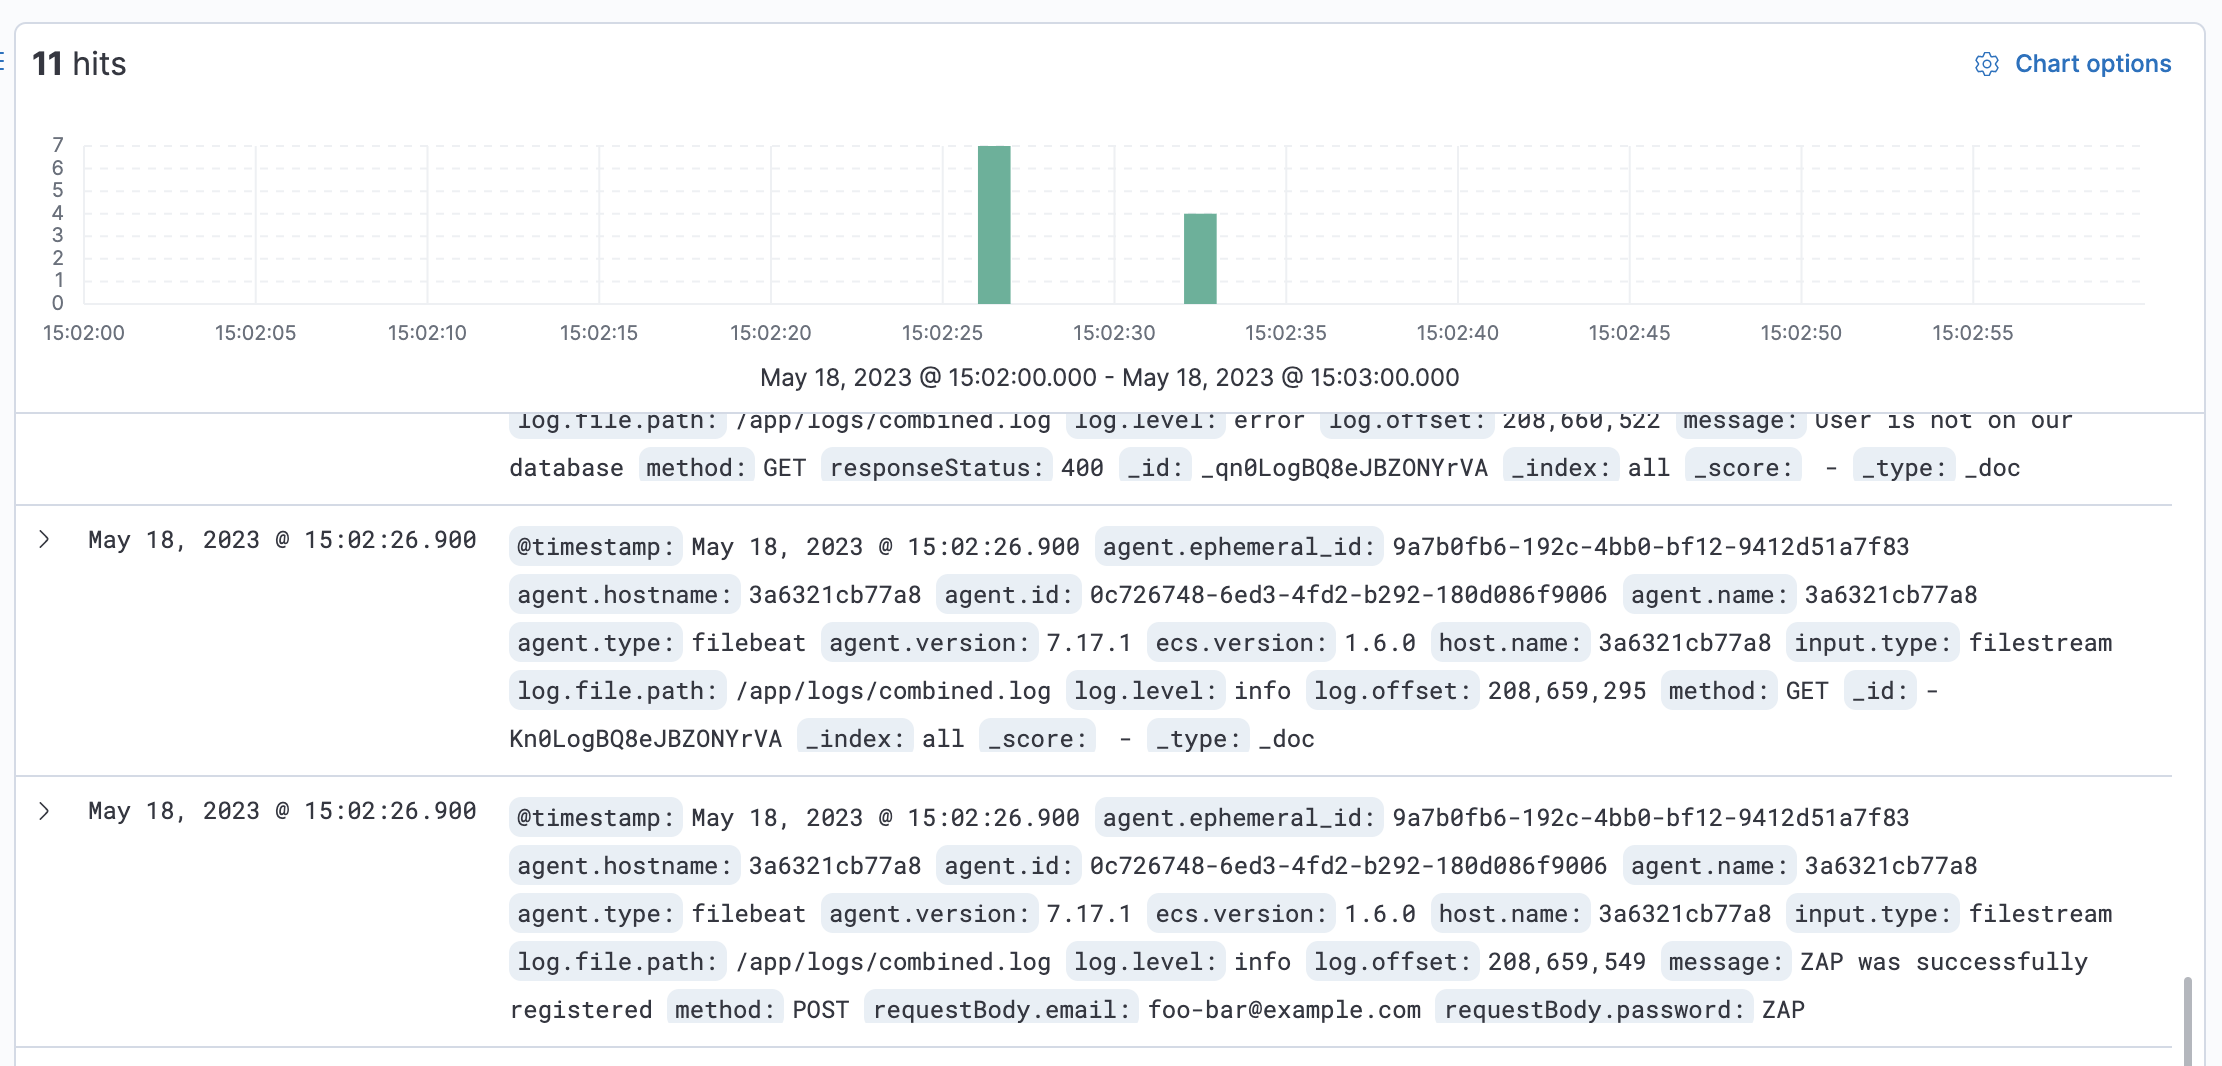 11 hits
Chart options
7
6
5
4
3
2
1
0
15:02:00 15:02:05 15:02:10 15:02:15 15:02:20 15:02:25 15:02:30 15:02:35 15:02:40 15:02:45 15:02:50 15:02:55
May 18, 2023 @ 15:02:00.000 - May 18, 2023 @ 15:03:00.000
log.file.path: /app/logs/combined.log log.level: error log.offset: 208,660,522 message: User is not on our
database method: GET responseStatus: 400 _id: _qn0LogBQ8eJBZONYrVA _index: all _score: - _type: _doc
May 18, 2023 @ 15:02:26.900 @timestamp: May 18, 2023 @ 15:02:26.900 agent.ephemeral_id: 9a7b0fb6-192c-4bb0-bf12-9412d51a7f83
agent.hostname: 3a6321cb77a8 agent.id: 0c726748-6ed3-4fd2-b292-180d086f9006 agent.name: 3a6321cb77a8
agent.type: filebeat agent.version: 7.17.1 ecs.version: 1.6.0 host.name: 3a6321cb77a8 input.type: filestream
log.file.path: /app/logs/combined.log log.level: info log.offset: 208,659,295 method: GET _id: -
Kn0LogBQ8eJBZONYrVA _index: all _score: - _type: _doc
May 18, 2023 @ 15:02:26.900 @timestamp: May 18, 2023 @ 15:02:26.900 agent.ephemeral_id: 9a7b0fb6-192c-4bb0-bf12-9412d51a7f83
agent.hostname: 3a6321cb77a8 agent.id: 0c726748-6ed3-4fd2-b292-180d086f9006 agent.name: 3a6321cb77a8
agent.type: filebeat agent.version: 7.17.1 ecs.version: 1.6.0 host.name: 3a6321cb77a8 input.type: filestream
log.file.path: /app/logs/combined.log log.level: info log.offset: 208,659,549 message: ZAP was successfully
registered method: POST requestBody.email: foo-bar@example.com requestBody.password: ZAP